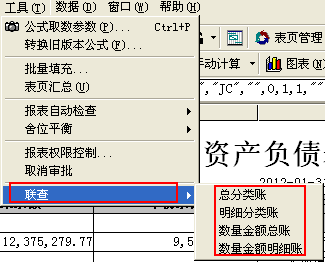 工具(T) 数据(D) 窗口(W) 帮助(H)
公式取数参数(P)... Ctrl+P
转换旧版本公式(F)...
表页管理
批量填充...
表页汇总(U)
手动计算 图表(N)
报表自动检查
舍位平衡
","JC","",0,1,1,"
报表权限控制...
取消审批
资产负债
2012-01-3
联查
总分类账
明细分类账
数量金额总账
数量金额明细账
12,375,279.77 9,5